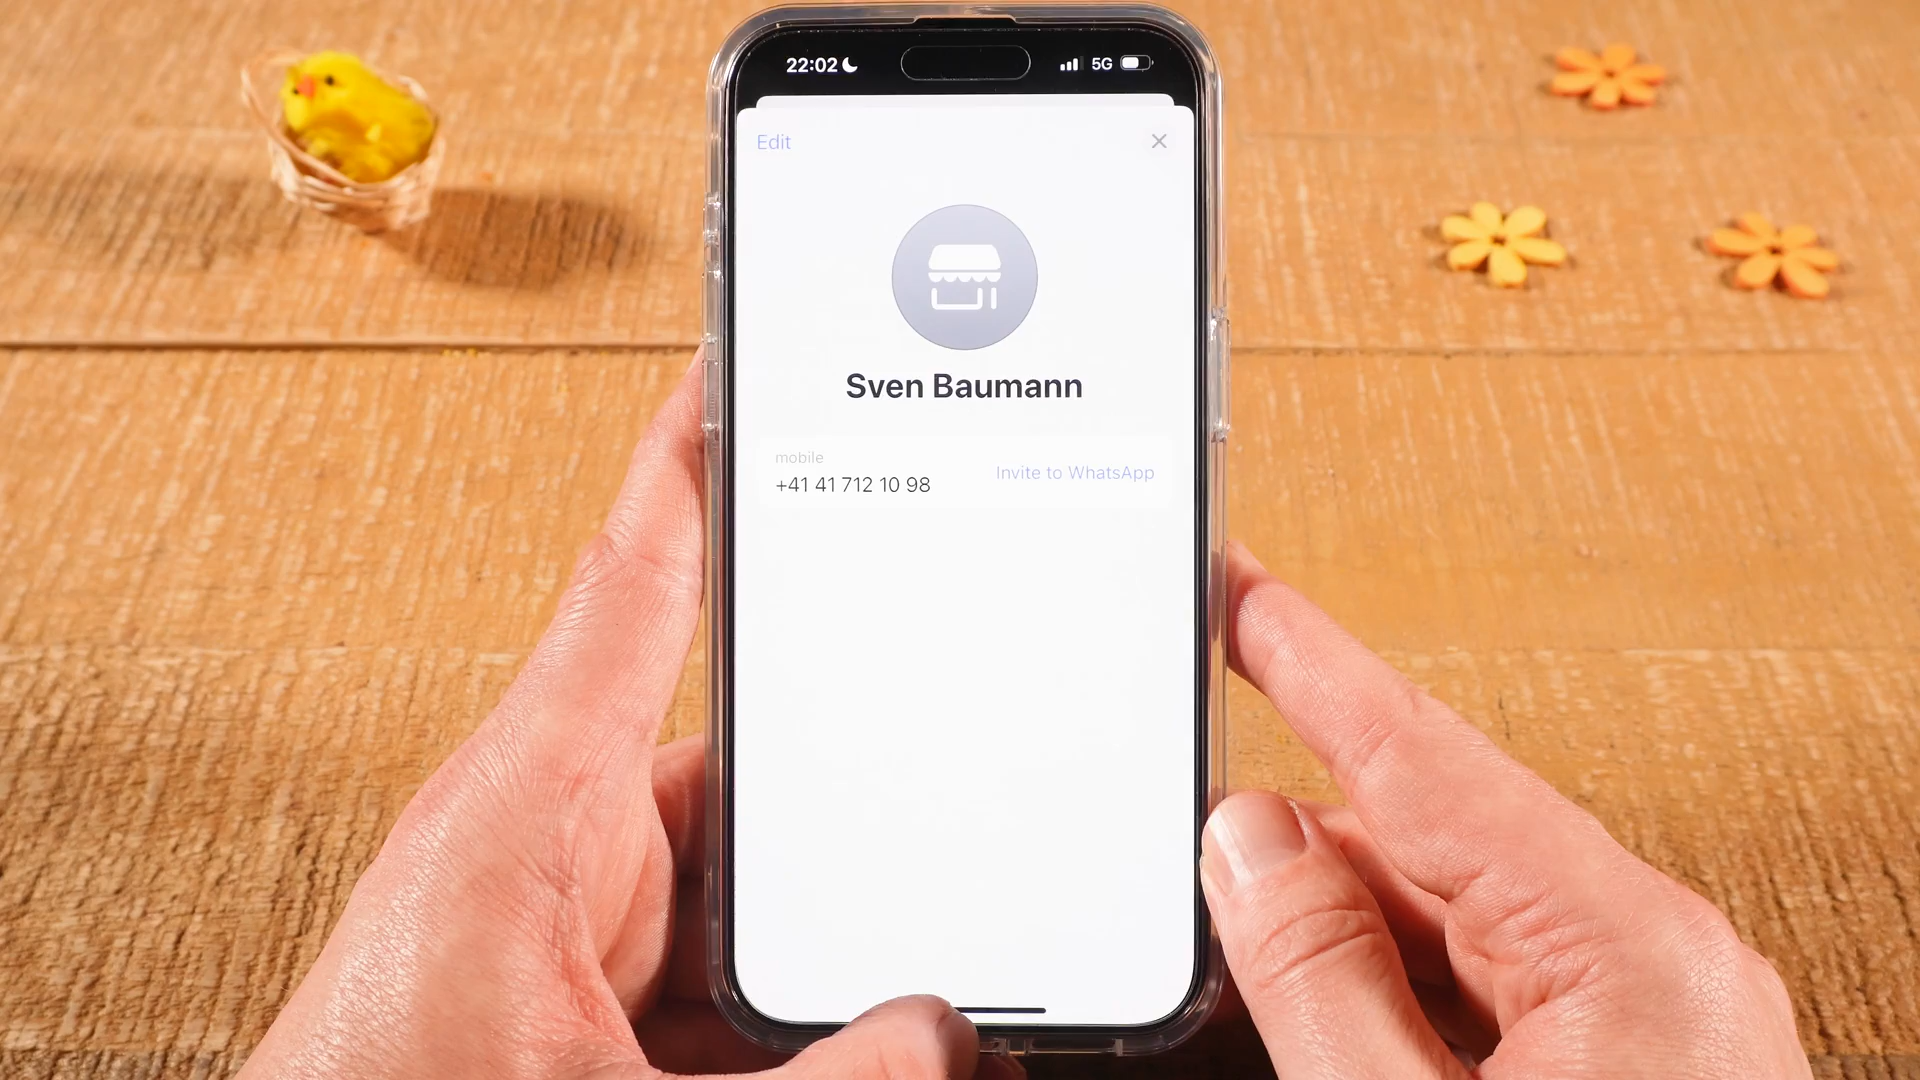 22:02
5G
Edit
Sven Baumann
mobile
+41 41 712 10 98
Invite to WhatsApp